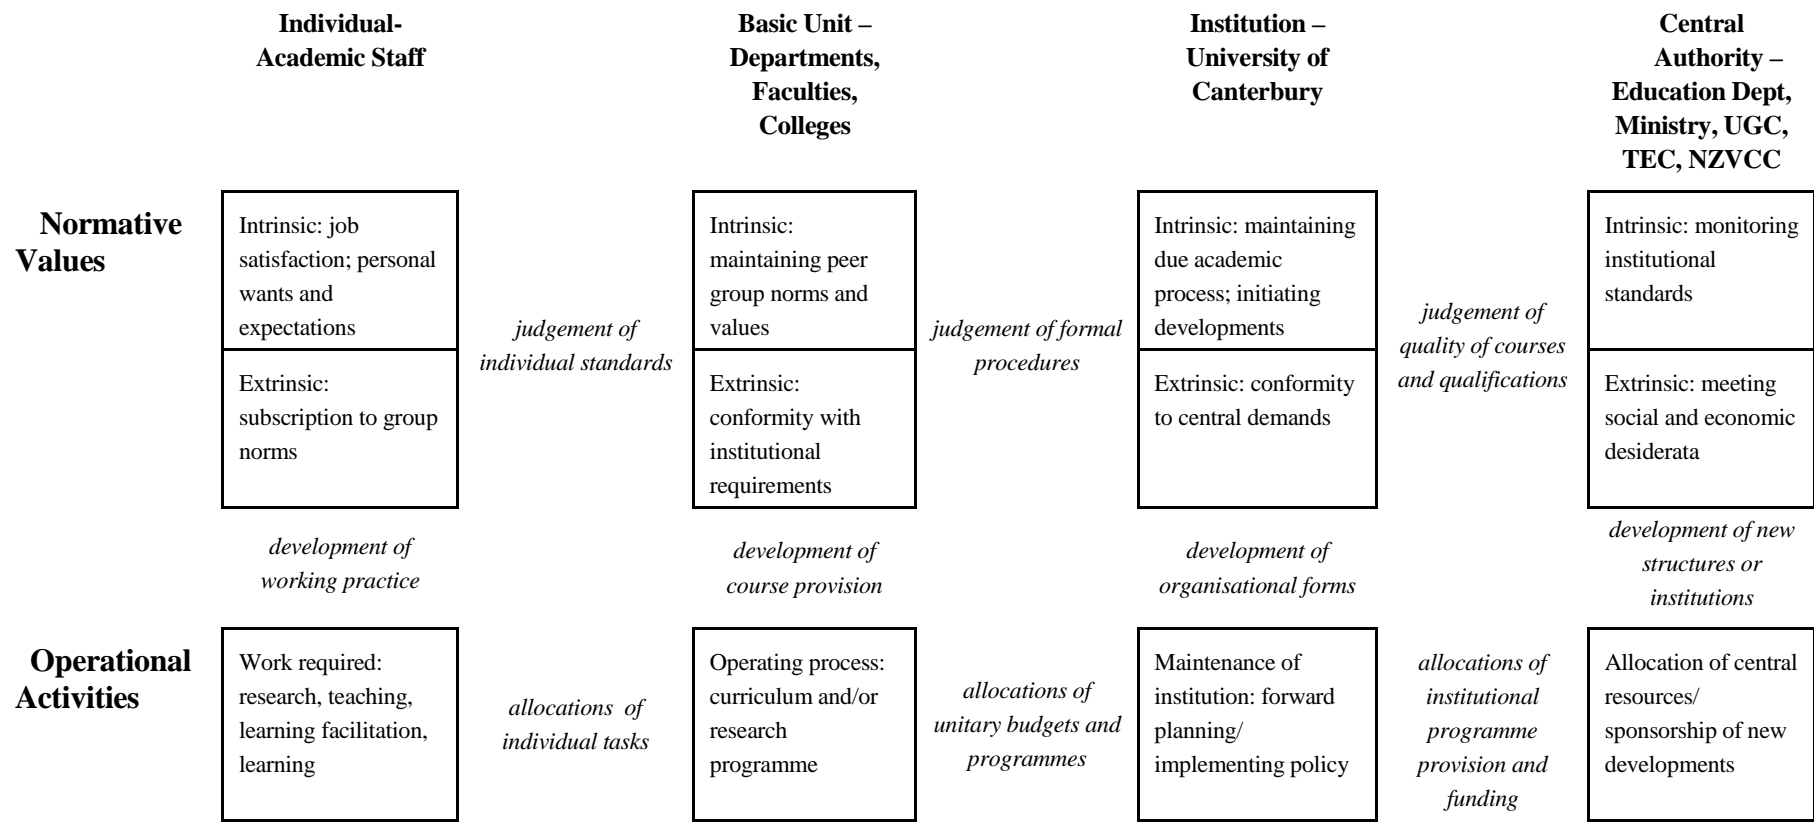 Individual-
Academic Staff
Basic Unit –
Departments,
Faculties,
Colleges
Institution –
University of
Canterbury
Central
Authority –
Education Dept,
Ministry, UGC,
TEC, NZVCC
Normative
Values
Intrinsic: job
satisfaction; personal
wants and
expectations
Extrinsic:
subscription to group
norms
judgement of
individual standards
Intrinsic:
maintaining peer
group norms and
values
Extrinsic:
conformity with
institutional
requirements
judgement of formal
procedures
Intrinsic: maintaining
due academic
process; initiating
developments
Extrinsic: conformity
to central demands
judgement of
quality of courses
and qualifications
Intrinsic: monitoring
institutional
standards
Extrinsic: meeting
social and economic
desiderata
development of
working practice
development of
course provision
development of
organisational forms
development of new
structures or
institutions
Operational
Activities
Work required:
research, teaching,
learning facilitation,
learning
allocations of
individual tasks
Operating process:
curriculum and/or
research
programme
allocations of
unitary budgets and
programmes
Maintenance of
institution: forward
planning/
implementing policy
allocations of
institutional
programme
provision and
funding
Allocation of central
resources/
sponsorship of new
developments